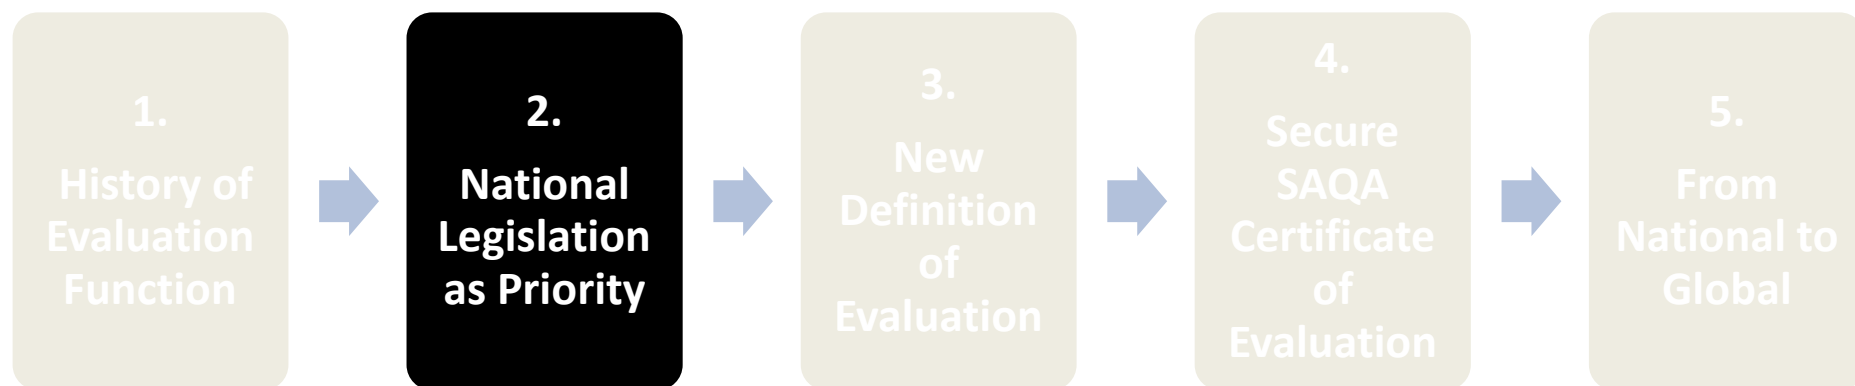 1.
History of
Evaluation
Function
2.
National
Legislation
as Priority
3.
New
Definition
of
Evaluation
4.
Secure
SAQA
Certificate
of
Evaluation
5.
From
National to
Global